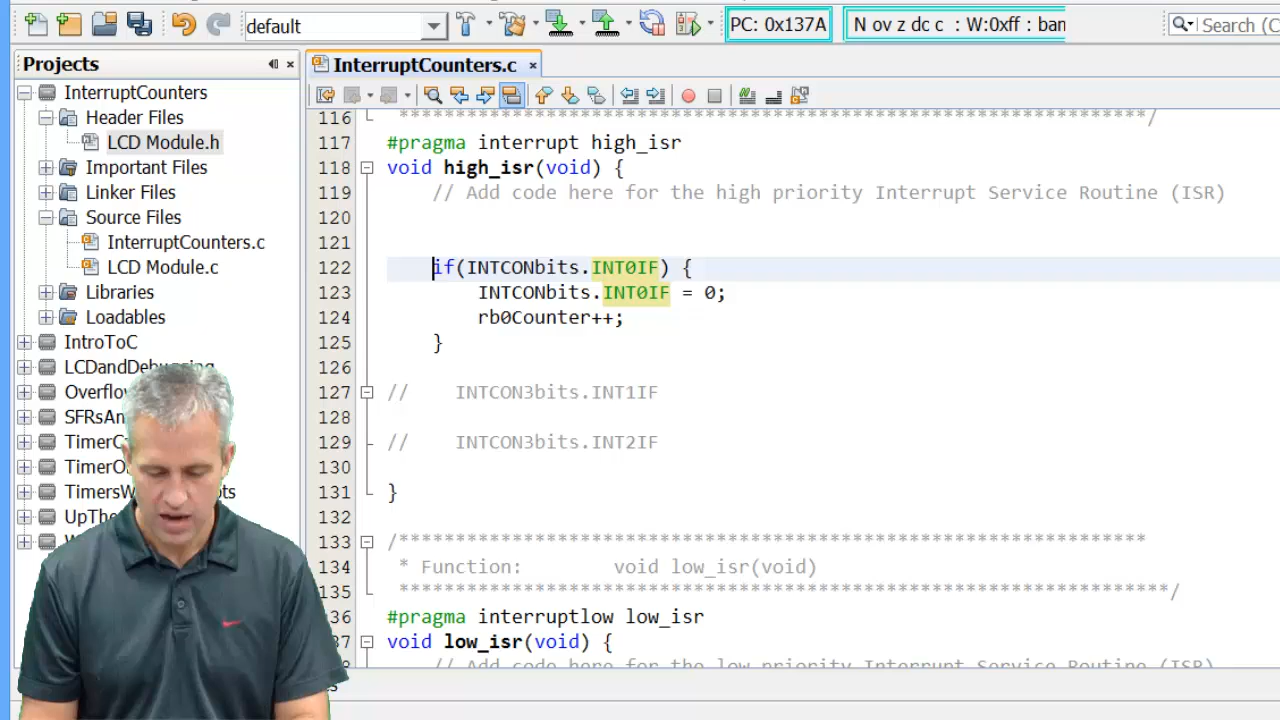 default
PC: 0x137A
N ov z dc c : W:0xff : ban
Search (C
Projects
InterruptCounters
Header Files
LCD Module.h
Important Files
Linker Files
Source Files
InterruptCounters.c
LCD Module.c
Libraries
Loadables
IntroToC
LCDandDebugging
Overflow
SFRsAn
TimerC
TimerO
TimersW pts
UpThe
InterruptCounters.c
116 ******************************************************************/
117 #pragma interrupt high_isr
118 void high_isr(void) {
119 // Add code here for the high priority Interrupt Service Routine (ISR)
120
121
122 if(INTCONbits.INT0IF) {
123 INTCONbits.INT0IF = 0;
124 rb0Counter++;
125 }
126
127 // INTCON3bits.INT1IF
128
129 // INTCON3bits.INT2IF
130
131 }
132
133 /******************************************************************
134 * Function: void low_isr(void)
135 ********************************************************************/
136 #pragma interruptlow low_isr
137 void low_isr(void) {
// Add code here for the low priority Interrupt Service Routine (ISR)